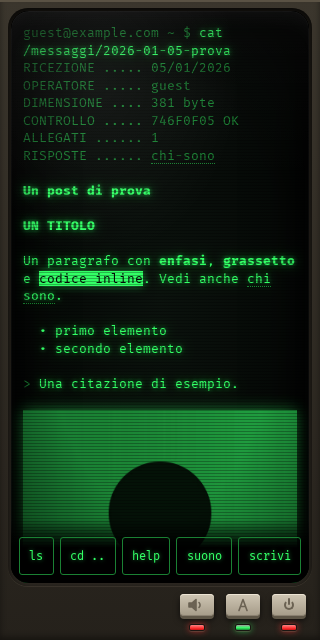 guest@example.com ~ $ cat
/messaggi/2026-01-05-prova
RICEZIONE ..... 05/01/2026
OPERATORE ..... guest
DIMENSIONE .... 381 byte
CONTROLLO ..... 746F0F05 OK
ALLEGATI ...... 1
RISPOSTE ...... chi-sono
Un post di prova
UN TITOLO
Un paragrafo con enfasi, grassetto
e codice inline. Vedi anche chi
sono.
• primo elemento
• secondo elemento
> Una citazione di esempio.
ls cd .. help suono scrivi
A